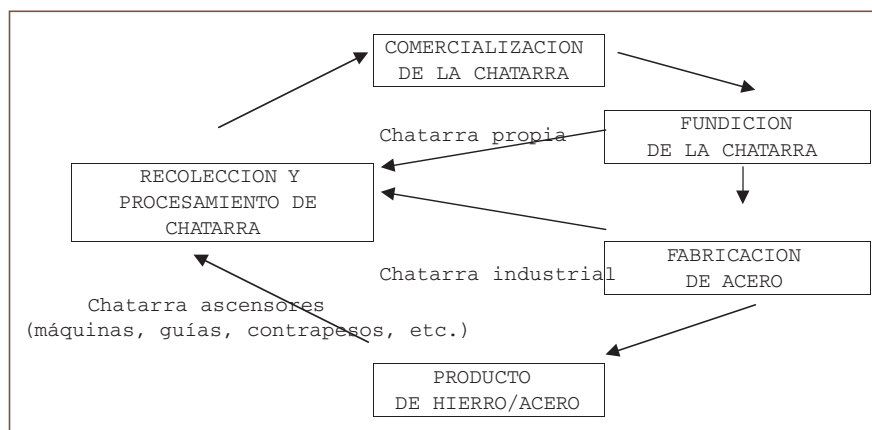 COMERCIALIZACION
DE LA CHATARRA
Chatarra propia
FUNDICION
DE LA CHATARRA
RECOLECCION Y
PROCESAMIENTO DE
CHATARRA
FABRICACION
DE ACERO
Chatarra industrial
Chatarra ascensores
(máquinas, guías, contrapesos, etc.)
PRODUCTO
DE HIERRO/ACERO